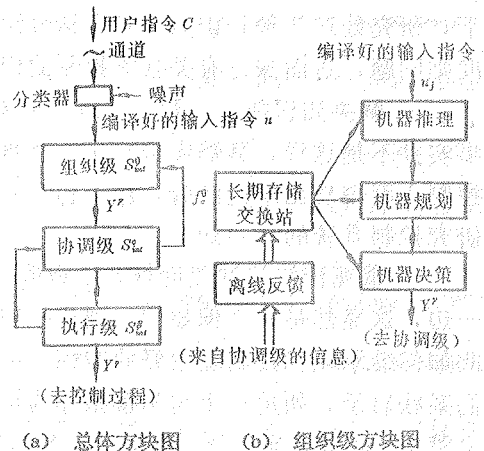 用户指令 C
通道
分类器
噪声
编译好的输入指令 u
组织级
Yᵖ
协调级
执行级
Yᵖ
(去控制过程)
(a) 总体方块图
编译好的输入指令
uⱼ
机器推理
长期存储
交换站
机器规划
离线反馈
机器决策
Yᵖ
(去协调级)
(来自协调级的信息)
(b) 组织级方块图